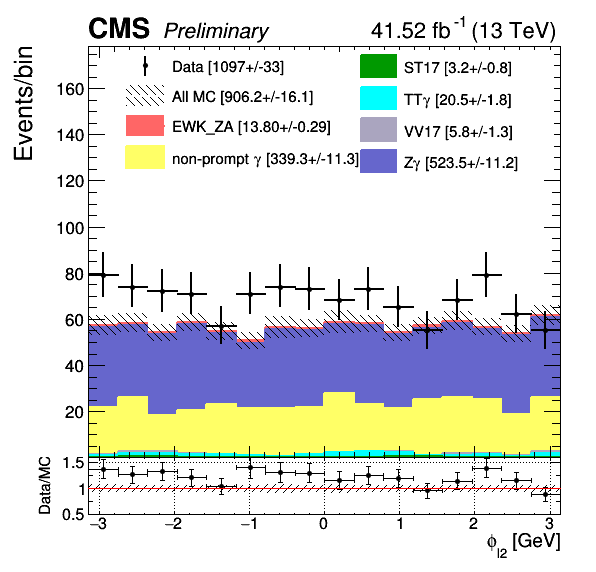 CMS Preliminary 41.52 fb⁻¹ (13 TeV)
Events/bin
Data [1097+/-33]
All MC [906.2+/-16.1]
EWK_ZA [13.80+/-0.29]
non-prompt γ [339.3+/-11.3]
ST17 [3.2+/-0.8]
TTγ [20.5+/-1.8]
VV17 [5.8+/-1.3]
Zγ [523.5+/-11.2]
160
140
120
100
80
60
40
20
Data/MC
1.5
1
0.5
−3 −2 −1 0 1 2 3
ϕ_l2 [GeV]